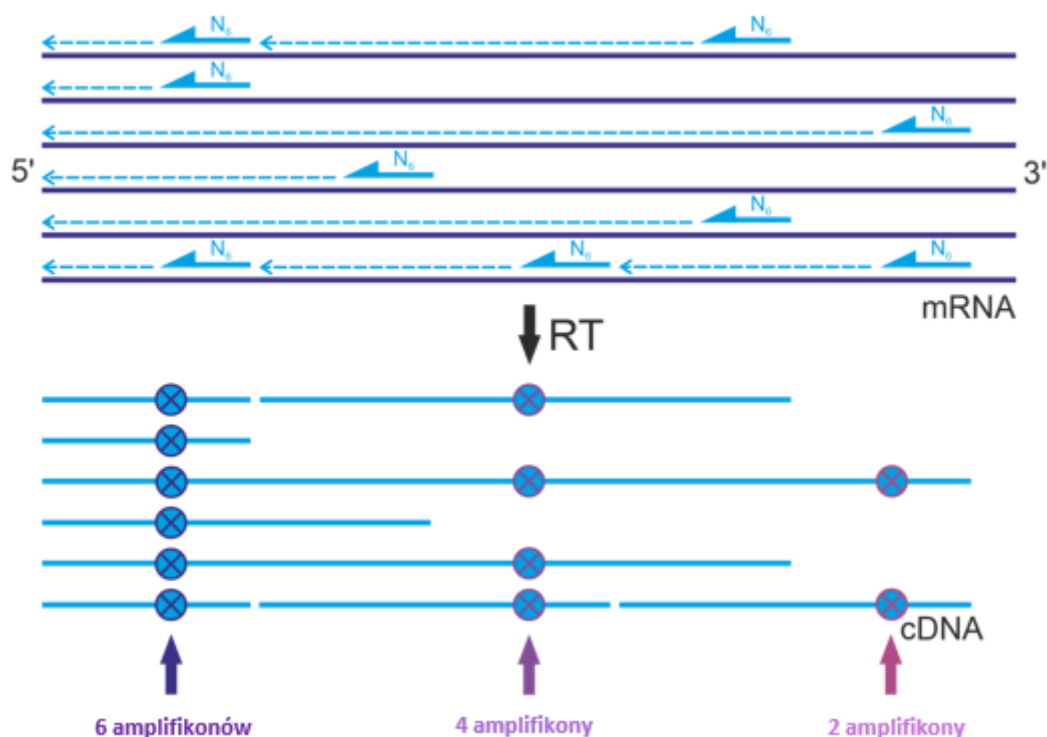 N₆ N₆
N₆
N₆
5' N₆ 3'
N₆
N₆ N₆ N₆
mRNA
RT
cDNA
6 amplifikonów 4 amplifikony 2 amplifikony